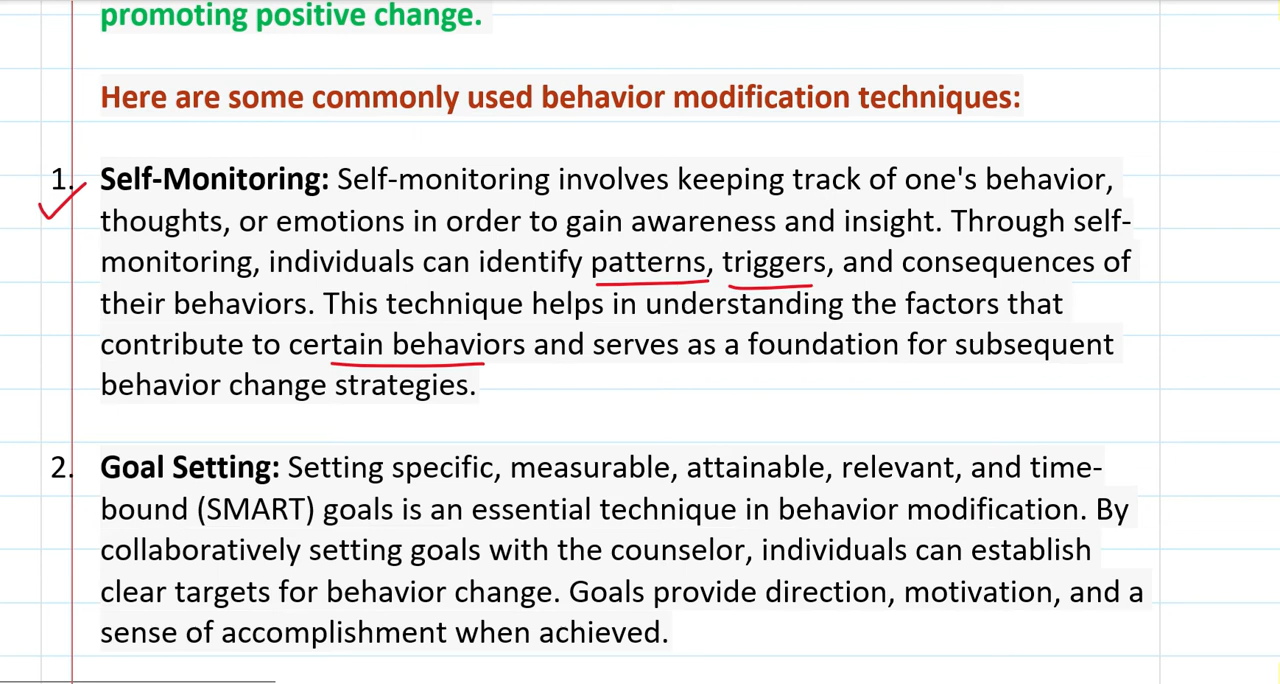 promoting positive change.
Here are some commonly used behavior modification techniques:
1. Self-Monitoring: Self-monitoring involves keeping track of one's behavior,
thoughts, or emotions in order to gain awareness and insight. Through self-
monitoring, individuals can identify patterns, triggers, and consequences of
their behaviors. This technique helps in understanding the factors that
contribute to certain behaviors and serves as a foundation for subsequent
behavior change strategies.
2. Goal Setting: Setting specific, measurable, attainable, relevant, and time-
bound (SMART) goals is an essential technique in behavior modification. By
collaboratively setting goals with the counselor, individuals can establish
clear targets for behavior change. Goals provide direction, motivation, and a
sense of accomplishment when achieved.